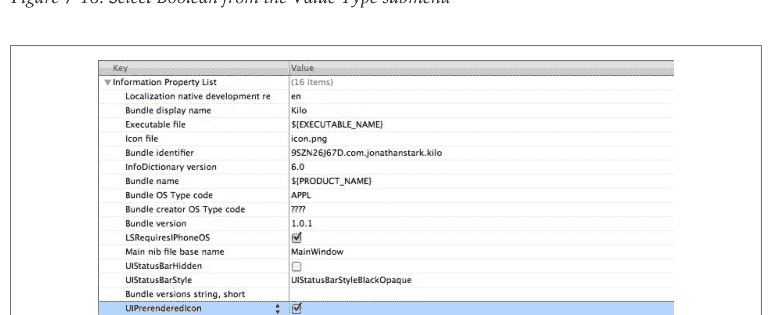 Figure 7-18. Select Boolean from the Value Type submenu
Key Value
Information Property List (16 items)
Localization native development re en
Bundle display name Kilo
Executable file ${EXECUTABLE_NAME}
Icon file icon.png
Bundle identifier 9SZN26J67D.com.jonathanstark.kilo
InfoDictionary version 6.0
Bundle name ${PRODUCT_NAME}
Bundle OS Type code APPL
Bundle creator OS Type code ????
Bundle version 1.0.1
LSRequiresIPhoneOS
Main nib file base name MainWindow
UIStatusBarHidden
UIStatusBarStyle UIStatusBarStyleBlackOpaque
Bundle versions string, short
UIPrerenderedIcon